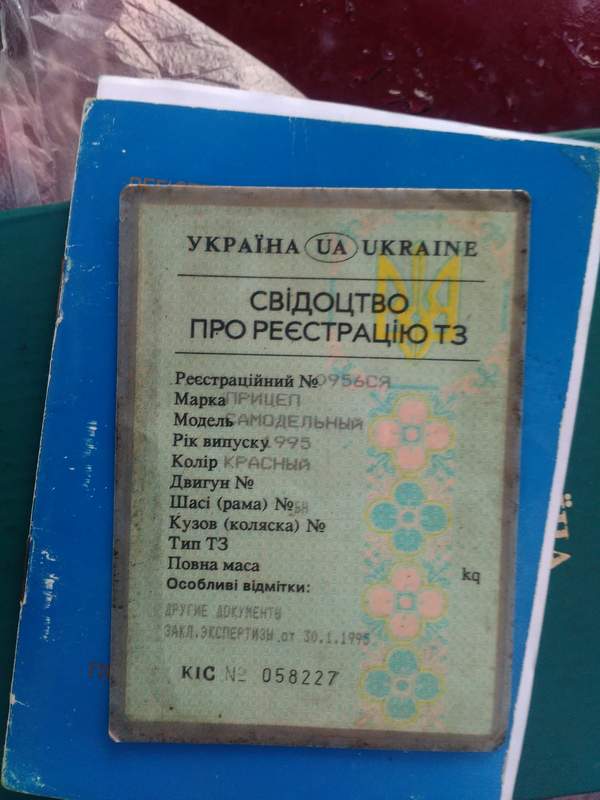 УКРАЇНА UA UKRAINE
СВІДОЦТВО
ПРО РЕЄСТРАЦІЮ ТЗ
Реєстраційний № 0956СЯ
Марка ПРИЦЕП
Модель САМОДЕЛЬНЫЙ
Рік випуску 1995
Колір КРАСНЫЙ
Двигун №
Шасі (рама) №
Кузов (коляска) №
Тип ТЗ
Повна маса kq
Особливі відмітки:
ДРУГИЕ ДОКУМЕНТЫ
ЗАКЛ.ЭКСПЕРТИЗЫ от 30.1.1995
КІС № 058227